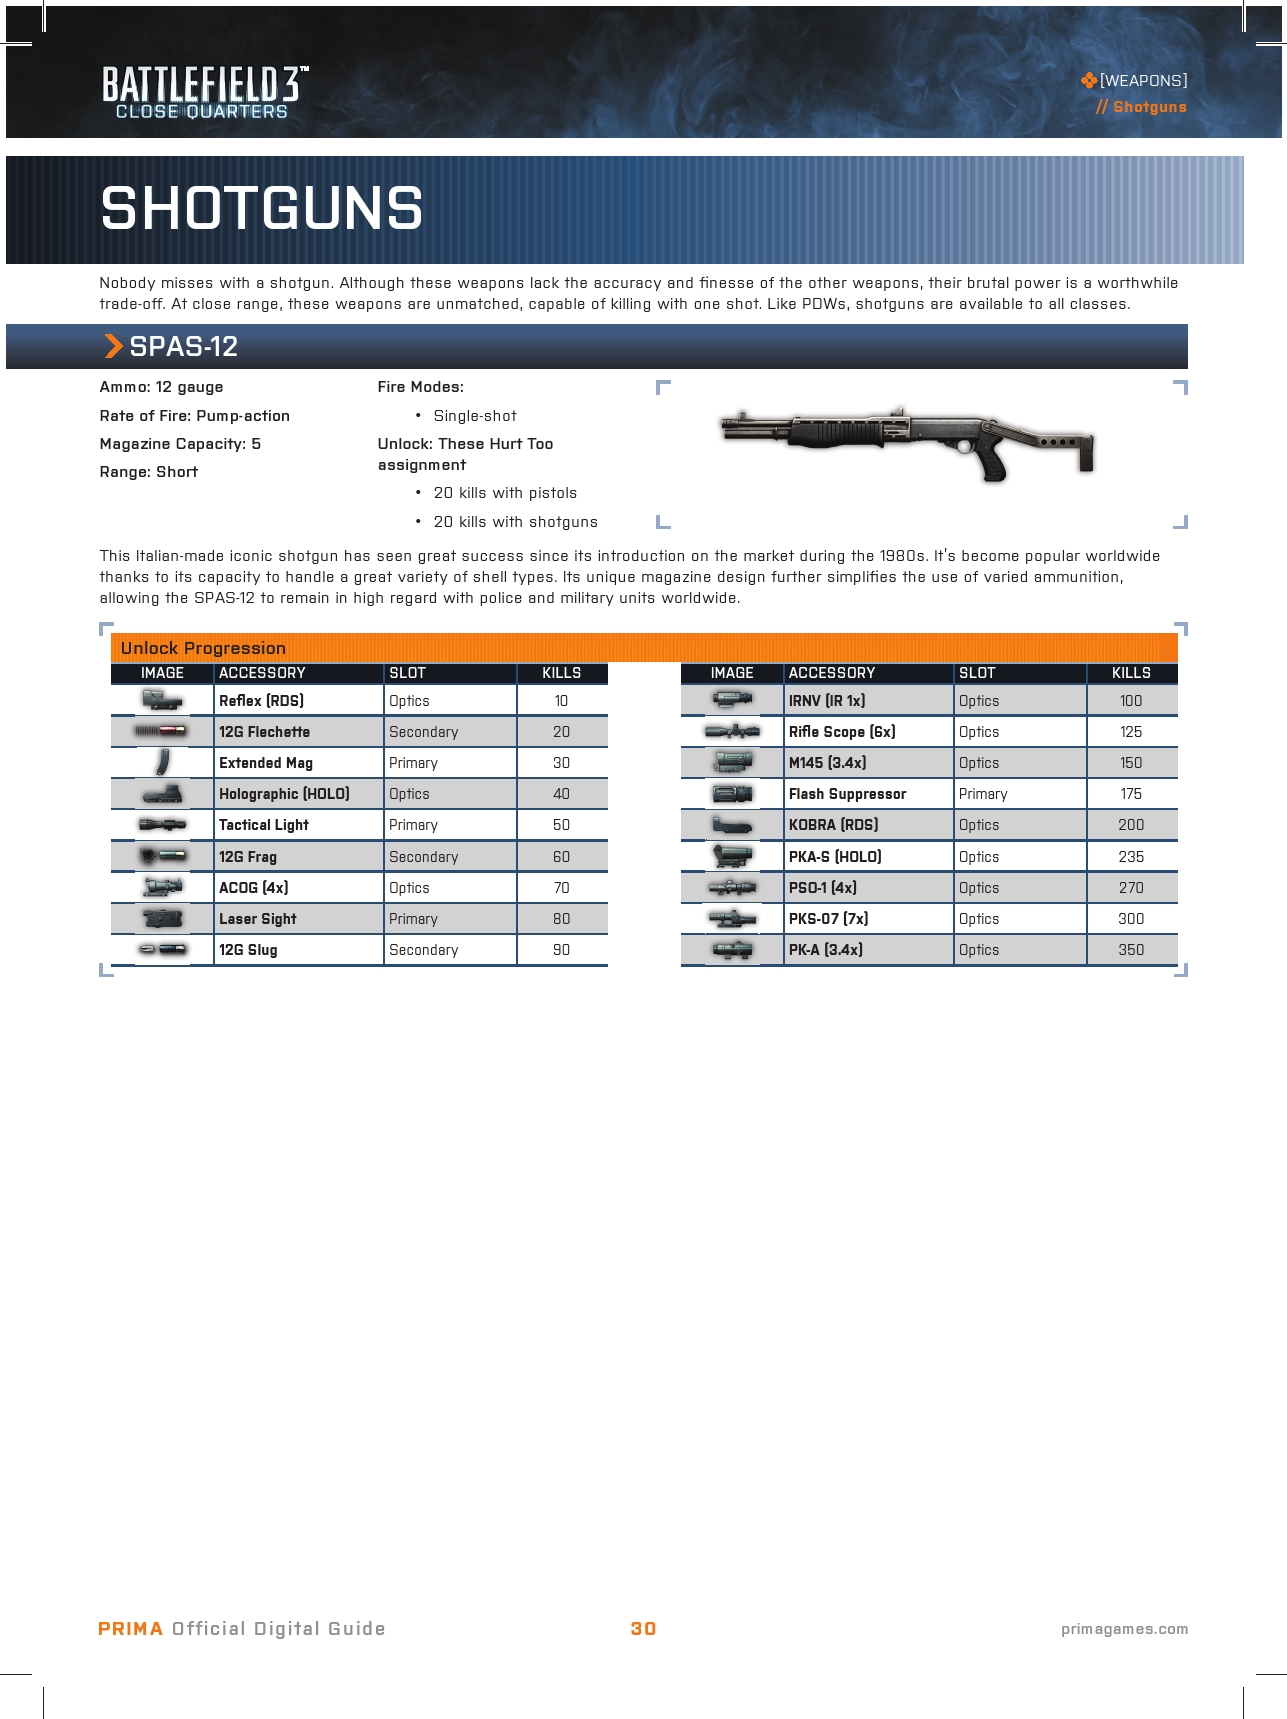 BATTLEFIELD 3™
CLOSE QUARTERS
[WEAPONS]
// Shotguns
SHOTGUNS
Nobody misses with a shotgun. Although these weapons lack the accuracy and finesse of the other weapons, their brutal power is a worthwhile
trade-off. At close range, these weapons are unmatched, capable of killing with one shot. Like PDWs, shotguns are available to all classes.
SPAS-12
Ammo: 12 gauge
Rate of Fire: Pump-action
Magazine Capacity: 5
Range: Short
Fire Modes:
• Single-shot
Unlock: These Hurt Too
assignment
• 20 kills with pistols
• 20 kills with shotguns
This Italian-made iconic shotgun has seen great success since its introduction on the market during the 1980s. It's become popular worldwide
thanks to its capacity to handle a great variety of shell types. Its unique magazine design further simplifies the use of varied ammunition,
allowing the SPAS-12 to remain in high regard with police and military units worldwide.
Unlock Progression
IMAGE ACCESSORY SLOT KILLS
Reflex (RDS) Optics 10
12G Flechette Secondary 20
Extended Mag Primary 30
Holographic (HOLO) Optics 40
Tactical Light Primary 50
12G Frag Secondary 60
ACOG (4x) Optics 70
Laser Sight Primary 80
12G Slug Secondary 90
IMAGE ACCESSORY SLOT KILLS
IRNV (IR 1x) Optics 100
Rifle Scope (6x) Optics 125
M145 (3.4x) Optics 150
Flash Suppressor Primary 175
KOBRA (RDS) Optics 200
PKA-S (HOLO) Optics 235
PSO-1 (4x) Optics 270
PKS-07 (7x) Optics 300
PK-A (3.4x) Optics 350
PRIMA Official Digital Guide
30
primagames.com